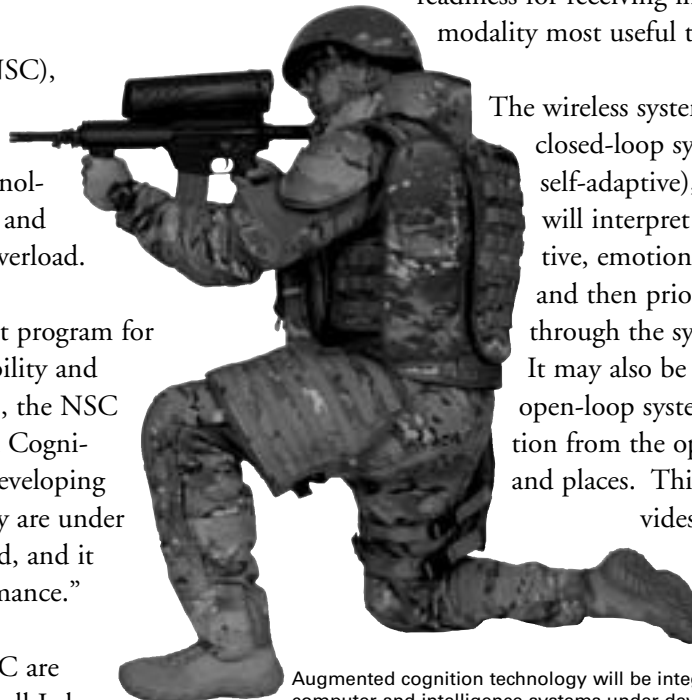 NSC),
nol-
and
verload.
t program for
bility and
, the NSC
Cogni-
eveloping
y are under
d, and it
mance.”
C are
readiness for receiving in
modality most useful t
The wireless system
closed-loop sy
self-adaptive),
will interpret
tive, emotion
and then prio
through the sy
It may also be
open-loop syste
tion from the op
and places. Thi
vides
Augmented cognition technology will be integ
computer and intelligence systems under dev